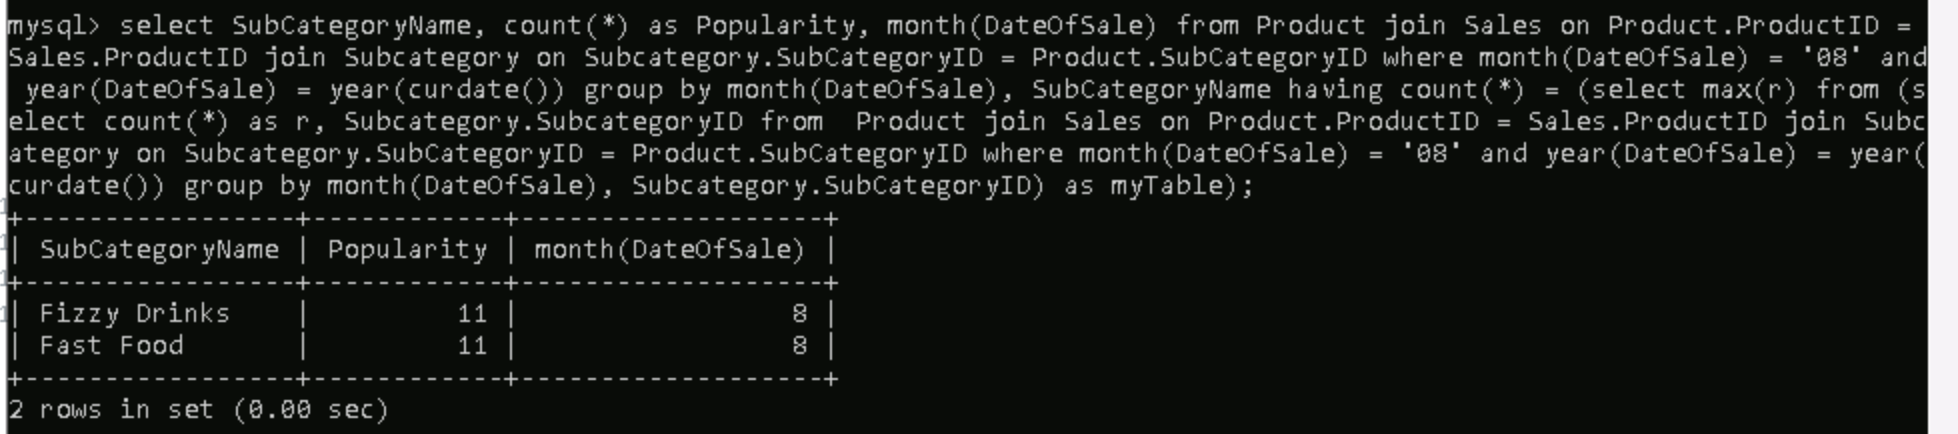 mysql> select SubCategoryName, count(*) as Popularity, month(DateOfSale) from Product join Sales on Product.ProductID =
Sales.ProductID join Subcategory on Subcategory.SubCategoryID = Product.SubCategoryID where month(DateOfSale) = '08' and
 year(DateOfSale) = year(curdate()) group by month(DateOfSale), SubCategoryName having count(*) = (select max(r) from (s
elect count(*) as r, Subcategory.SubcategoryID from  Product join Sales on Product.ProductID = Sales.ProductID join Subc
ategory on Subcategory.SubCategoryID = Product.SubCategoryID where month(DateOfSale) = '08' and year(DateOfSale) = year(
curdate()) group by month(DateOfSale), Subcategory.SubCategoryID) as myTable);
+-----------------+------------+-------------------+
| SubCategoryName | Popularity | month(DateOfSale) |
+-----------------+------------+-------------------+
| Fizzy Drinks    |         11 |                 8 |
| Fast Food       |         11 |                 8 |
+-----------------+------------+-------------------+
2 rows in set (0.00 sec)